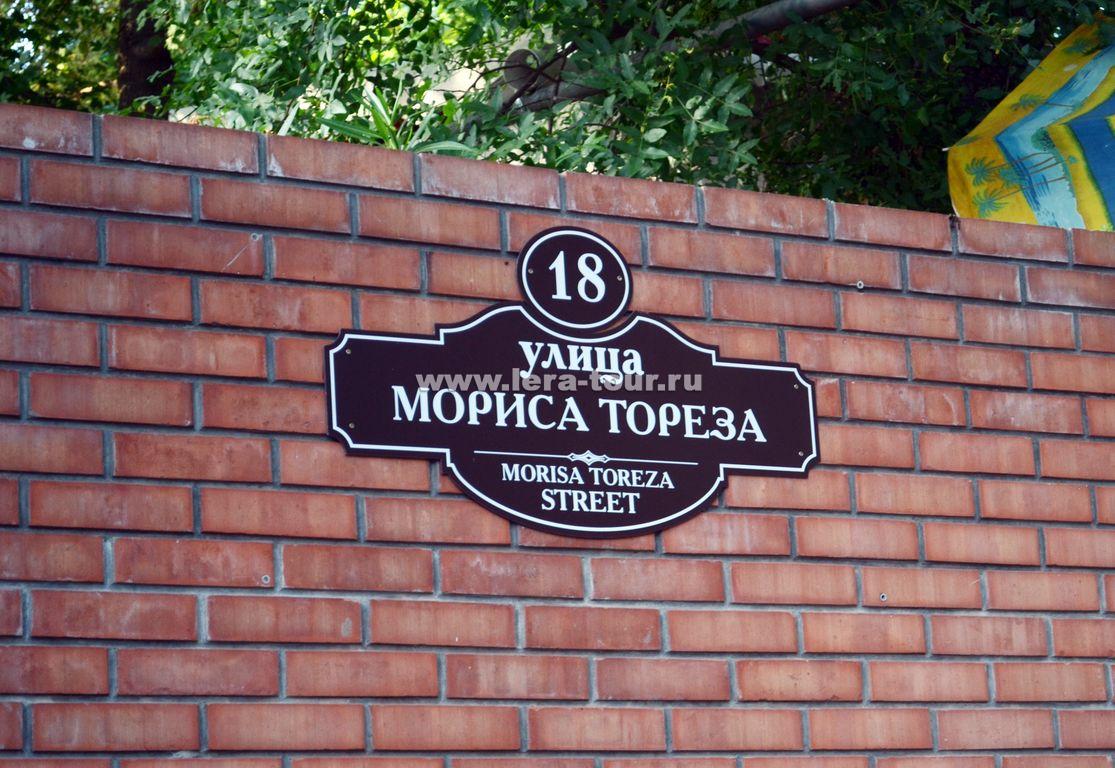 18
улица
www.lera-tour.ru
МОРИСА ТОРЕЗА
MORISA TOREZA
STREET